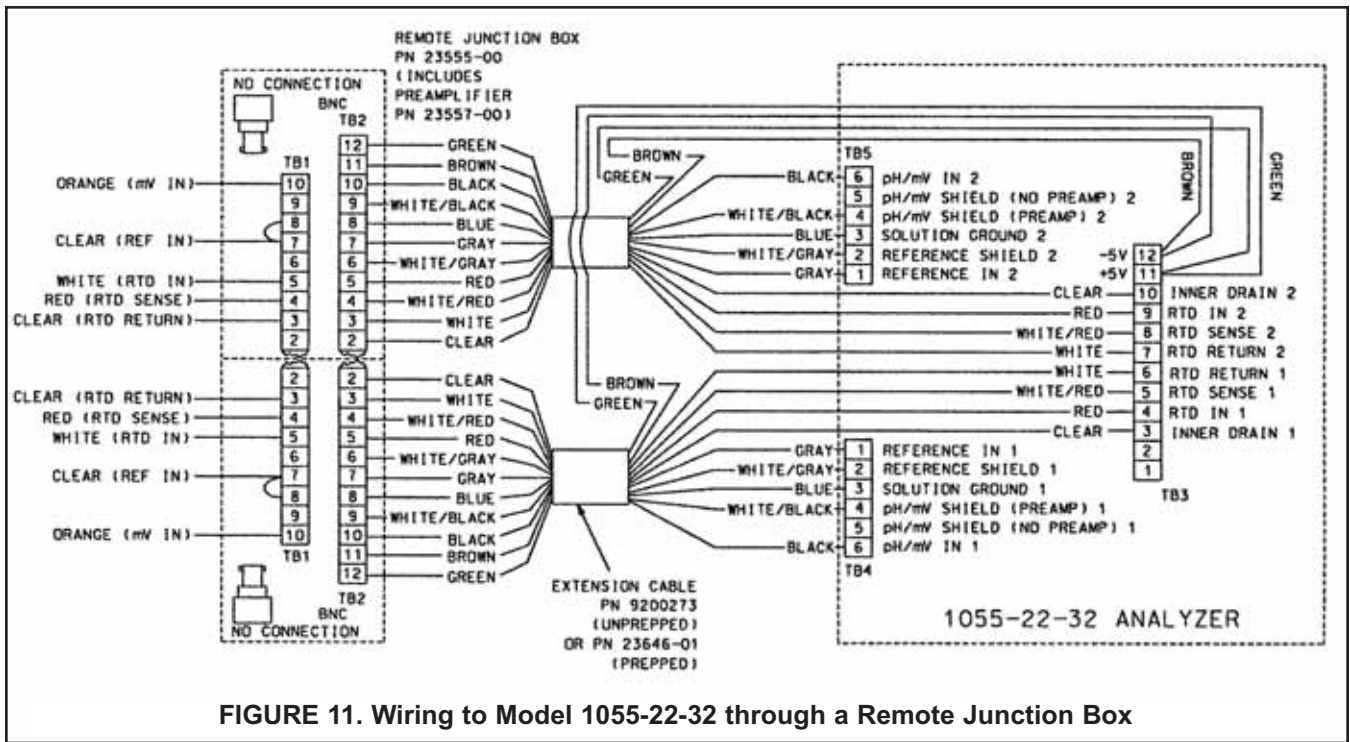 REMOTE JUNCTION BOX
PN 23555-00
(INCLUDES
PREAMPLIFIER
PN 23557-00)
NO CONNECTION
BNC
TB2
TB1
ORANGE (mV IN)
CLEAR (REF IN)
WHITE (RTD IN)
RED (RTD SENSE)
CLEAR (RTD RETURN)
10
9
8
7
6
5
4
3
2
12
11
10
9
8
7
6
5
4
3
2
GREEN
BROWN
BLACK
WHITE/BLACK
BLUE
GRAY
WHITE/GRAY
RED
WHITE/RED
WHITE
CLEAR
CLEAR (RTD RETURN)
RED (RTD SENSE)
WHITE (RTD IN)
CLEAR (REF IN)
ORANGE (mV IN)
2
3
4
5
6
7
8
9
10
TB1
2
3
4
5
6
7
8
9
10
11
12
TB2
BNC
NO CONNECTION
CLEAR
WHITE
WHITE/RED
RED
WHITE/GRAY
GRAY
BLUE
WHITE/BLACK
BLACK
BROWN
GREEN
EXTENSION CABLE
PN 9200273
(UNPREPPED)
OR PN 23646-01
(PREPPED)
BROWN
GREEN
BROWN
GREEN
BROWN
GREEN
TB5
BLACK 6 pH/mV IN 2
5 pH/mV SHIELD (NO PREAMP) 2
WHITE/BLACK 4 pH/mV SHIELD (PREAMP) 2
BLUE 3 SOLUTION GROUND 2
WHITE/GRAY 2 REFERENCE SHIELD 2
GRAY 1 REFERENCE IN 2
-5V 12
+5V 11
CLEAR 10 INNER DRAIN 2
RED 9 RTD IN 2
WHITE/RED 8 RTD SENSE 2
WHITE 7 RTD RETURN 2
WHITE 6 RTD RETURN 1
WHITE/RED 5 RTD SENSE 1
RED 4 RTD IN 1
CLEAR 3 INNER DRAIN 1
2
1
TB3
GRAY 1 REFERENCE IN 1
WHITE/GRAY 2 REFERENCE SHIELD 1
BLUE 3 SOLUTION GROUND 1
WHITE/BLACK 4 pH/mV SHIELD (PREAMP) 1
5 pH/mV SHIELD (NO PREAMP) 1
BLACK 6 pH/mV IN 1
TB4
1055-22-32 ANALYZER
FIGURE 11. Wiring to Model 1055-22-32 through a Remote Junction Box